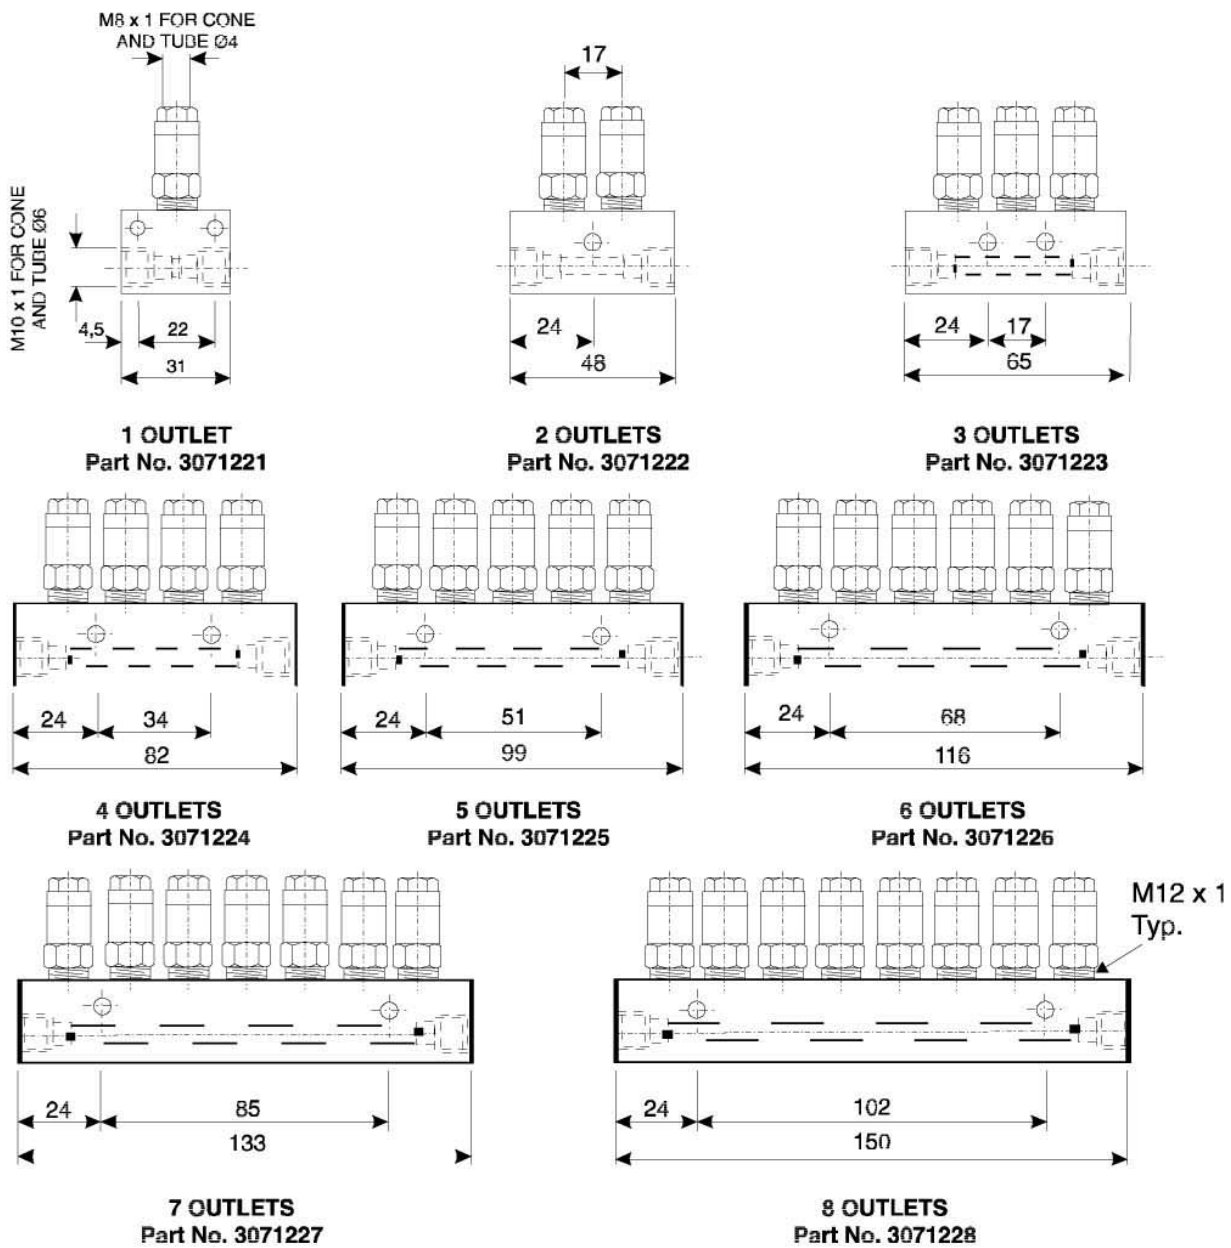 M8 x 1 FOR CONE
AND TUBE Ø4
M10 x 1 FOR CONE
AND TUBE Ø6
4,5
22
31
1 OUTLET
Part No. 3071221
17
24
48
2 OUTLETS
Part No. 3071222
24
17
65
3 OUTLETS
Part No. 3071223
24
34
82
4 OUTLETS
Part No. 3071224
24
51
99
5 OUTLETS
Part No. 3071225
24
68
116
6 OUTLETS
Part No. 3071226
24
85
133
7 OUTLETS
Part No. 3071227
M12 x 1
Typ.
24
102
150
8 OUTLETS
Part No. 3071228